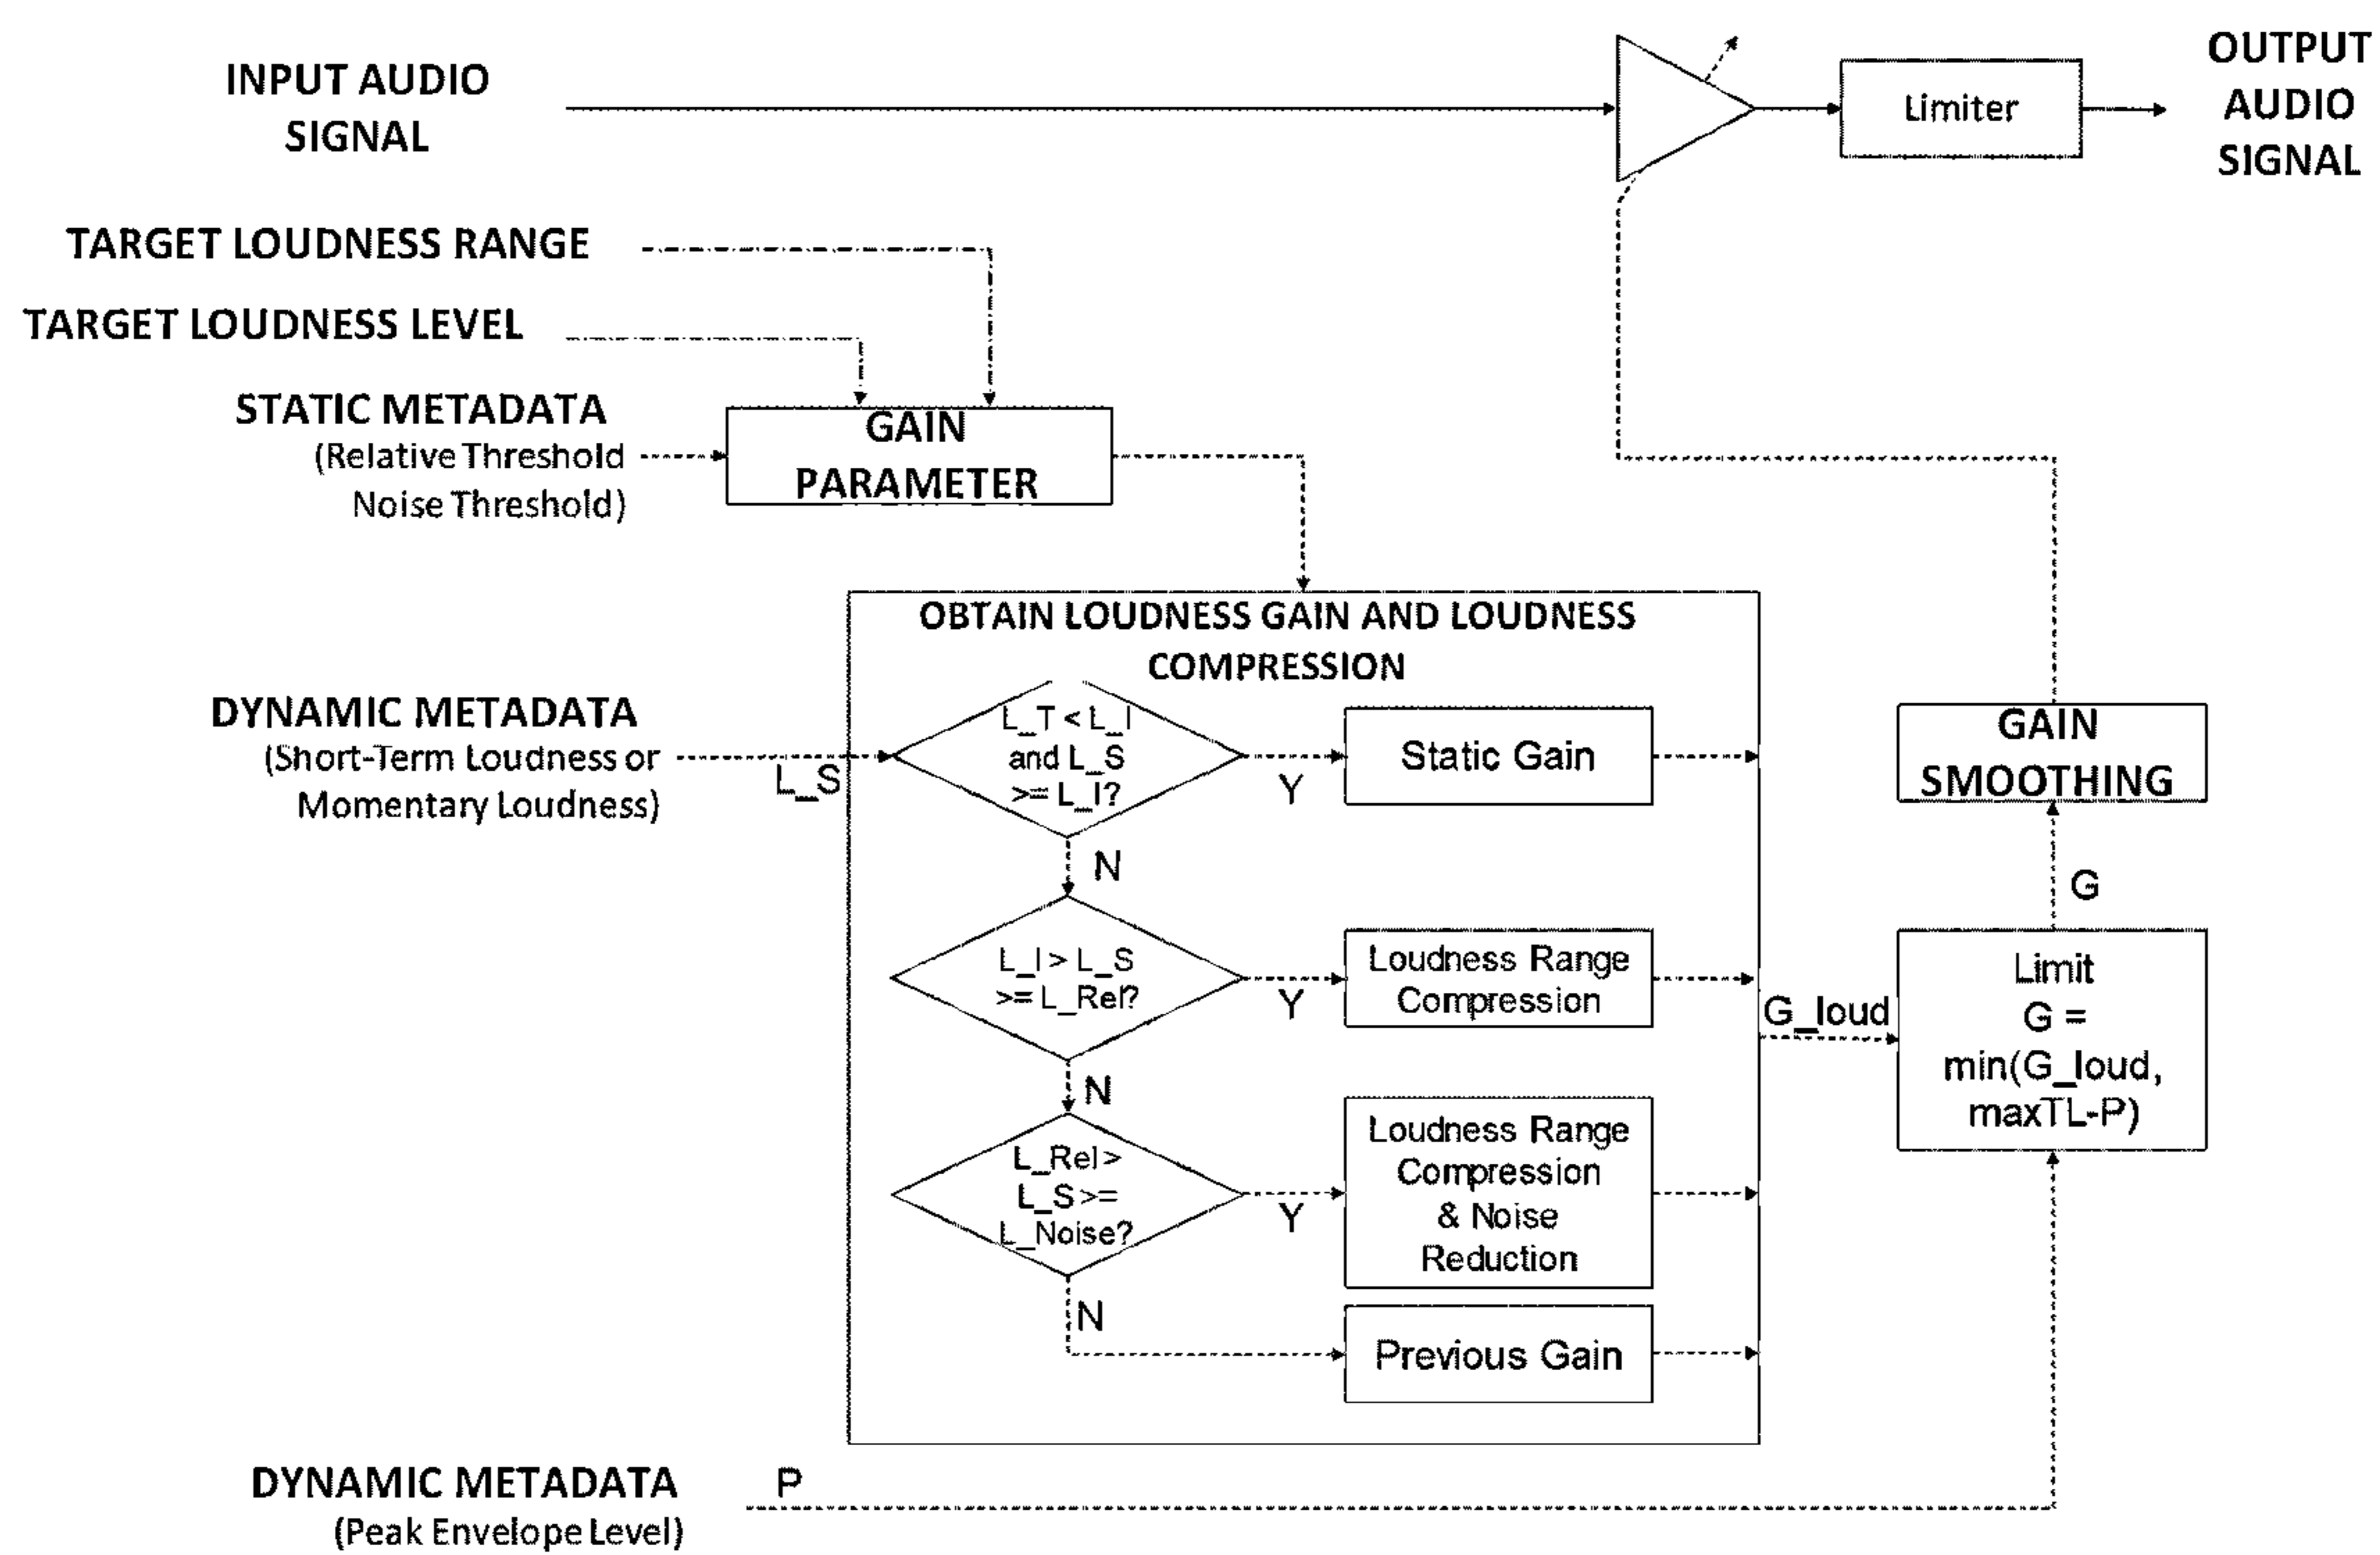 INPUT AUDIO
SIGNAL
Limiter
OUTPUT
AUDIO
SIGNAL
TARGET LOUDNESS RANGE
TARGET LOUDNESS LEVEL
STATIC METADATA
(Relative Threshold
Noise Threshold)
GAIN
PARAMETER
OBTAIN LOUDNESS GAIN AND LOUDNESS
COMPRESSION
DYNAMIC METADATA
(Short-Term Loudness or
Momentary Loudness)
L_S
L_T < L_I
and L_S
>= L_I?
Y
Static Gain
N
L_I > L_S
>= L_Rel?
Y
Loudness Range
Compression
N
L_Rel >
L_S >=
L_Noise?
Y
Loudness Range
Compression
& Noise
Reduction
N
Previous Gain
G_loud
Limit
G =
min(G_loud,
maxTL-P)
G
GAIN
SMOOTHING
DYNAMIC METADATA
(Peak Envelope Level)
P